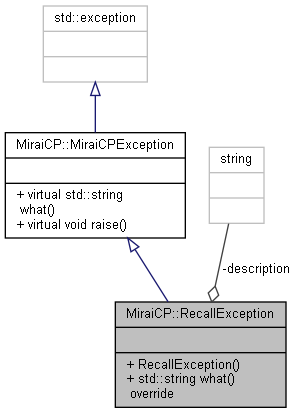 std::exception
MiraiCP::MiraiCPException
+ virtual std::string
what()
+ virtual void raise()
string
-description
MiraiCP::RecallException
+ RecallException()
+ std::string what()
override